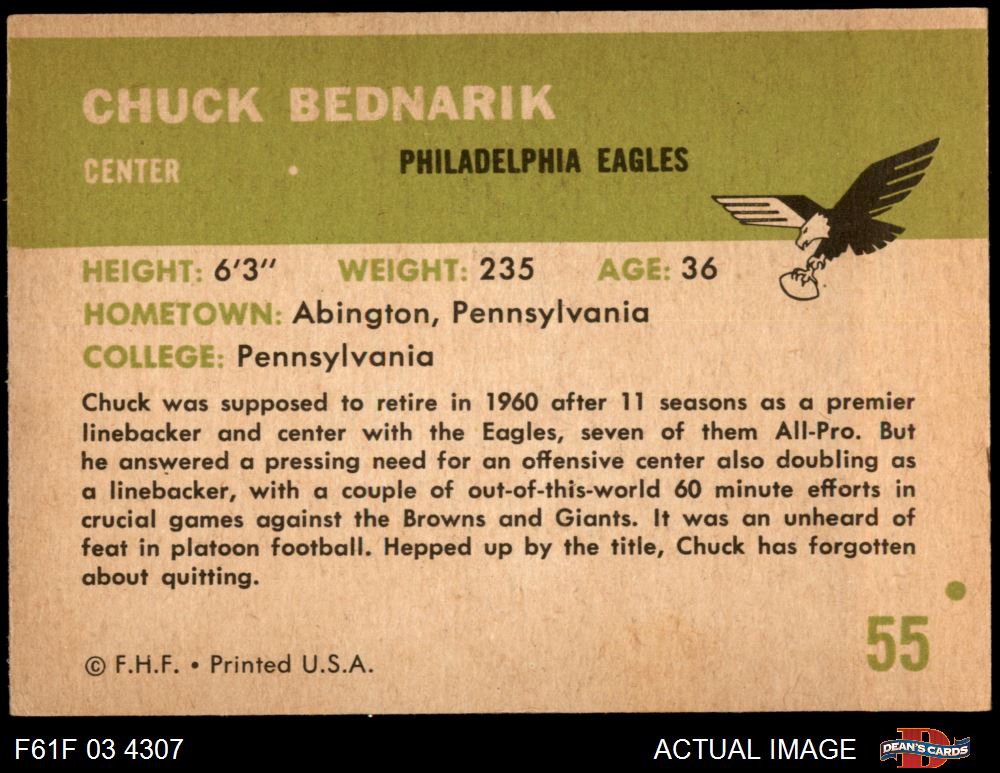 CHUCK BEDNARIK
CENTER • PHILADELPHIA EAGLES
HEIGHT: 6'3" WEIGHT: 235 AGE: 36
HOMETOWN: Abington, Pennsylvania
COLLEGE: Pennsylvania
Chuck was supposed to retire in 1960 after 11 seasons as a premier
linebacker and center with the Eagles, seven of them All-Pro. But
he answered a pressing need for an offensive center also doubling as
a linebacker, with a couple of out-of-this-world 60 minute efforts in
crucial games against the Browns and Giants. It was an unheard of
feat in platoon football. Hepped up by the title, Chuck has forgotten
about quitting.
55
© F.H.F. • Printed U.S.A.
F61F 03 4307 ACTUAL IMAGE DEAN'S CARDS